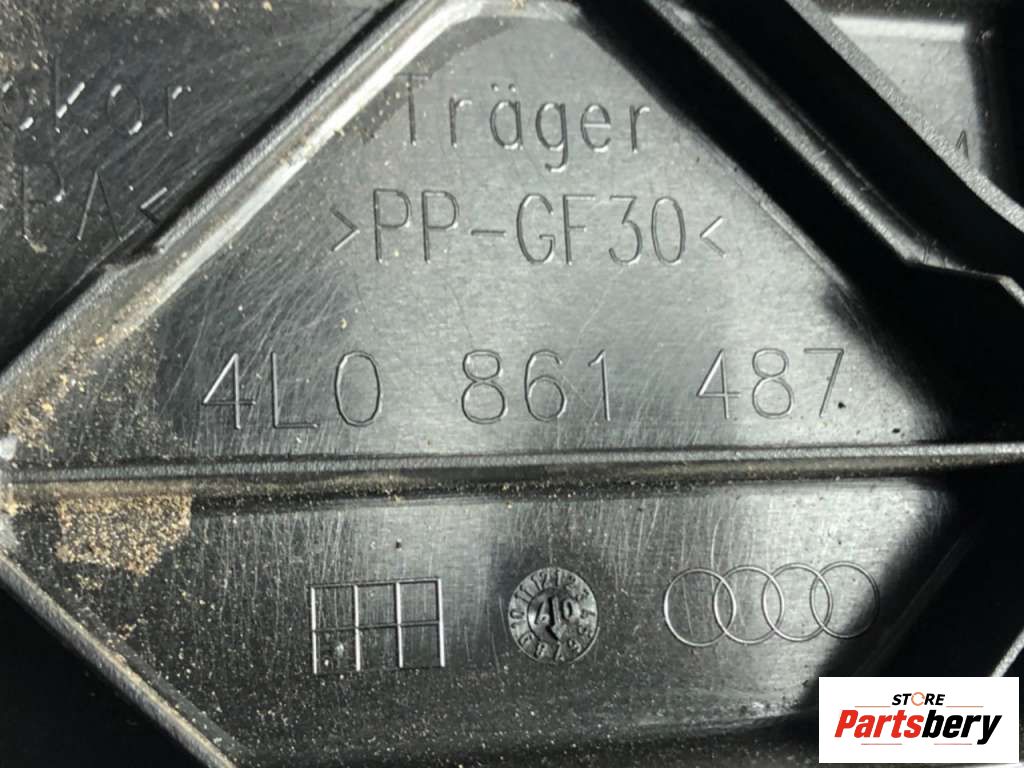 Träger
>PP-GF30<
4L0 861 487
STORE
Partsbery